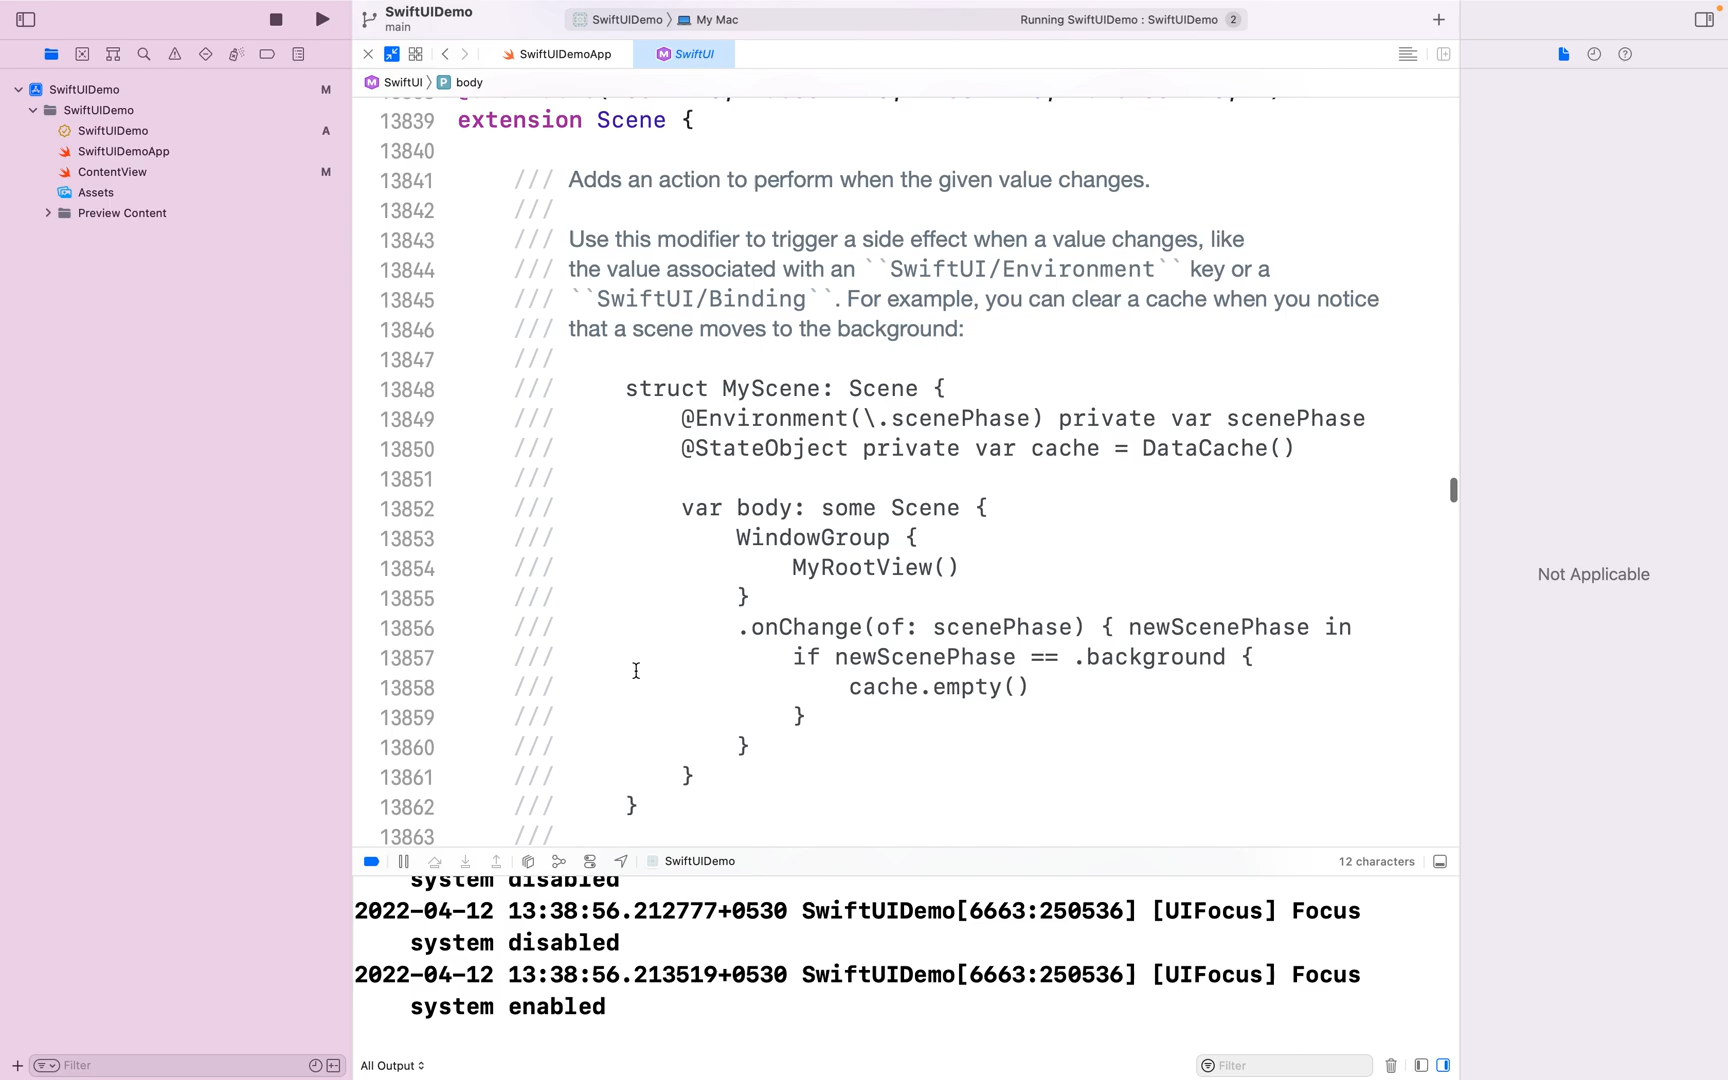 SwiftUIDemo
main
SwiftUIDemo 〉 My Mac
Running SwiftUIDemo : SwiftUIDemo 2
SwiftUIDemoApp
SwiftUI
SwiftUI 〉 P body
SwiftUIDemo M
SwiftUIDemo
SwiftUIDemo A
SwiftUIDemoApp
ContentView M
Assets
Preview Content
13839 extension Scene {
13840
13841 /// Adds an action to perform when the given value changes.
13842 ///
13843 /// Use this modifier to trigger a side effect when a value changes, like
13844 /// the value associated with an ``SwiftUI/Environment`` key or a
13845 /// ``SwiftUI/Binding``. For example, you can clear a cache when you notice
13846 /// that a scene moves to the background:
13847 ///
13848 /// struct MyScene: Scene {
13849 /// @Environment(\.scenePhase) private var scenePhase
13850 /// @StateObject private var cache = DataCache()
13851 ///
13852 /// var body: some Scene {
13853 /// WindowGroup {
13854 /// MyRootView()
13855 /// }
13856 /// .onChange(of: scenePhase) { newScenePhase in
13857 /// if newScenePhase == .background {
13858 /// cache.empty()
13859 /// }
13860 /// }
13861 /// }
13862 /// }
13863 ///
Not Applicable
SwiftUIDemo
12 characters
system disabled
2022-04-12 13:38:56.212777+0530 SwiftUIDemo[6663:250536] [UIFocus] Focus
system disabled
2022-04-12 13:38:56.213519+0530 SwiftUIDemo[6663:250536] [UIFocus] Focus
system enabled
Filter
All Output
Filter